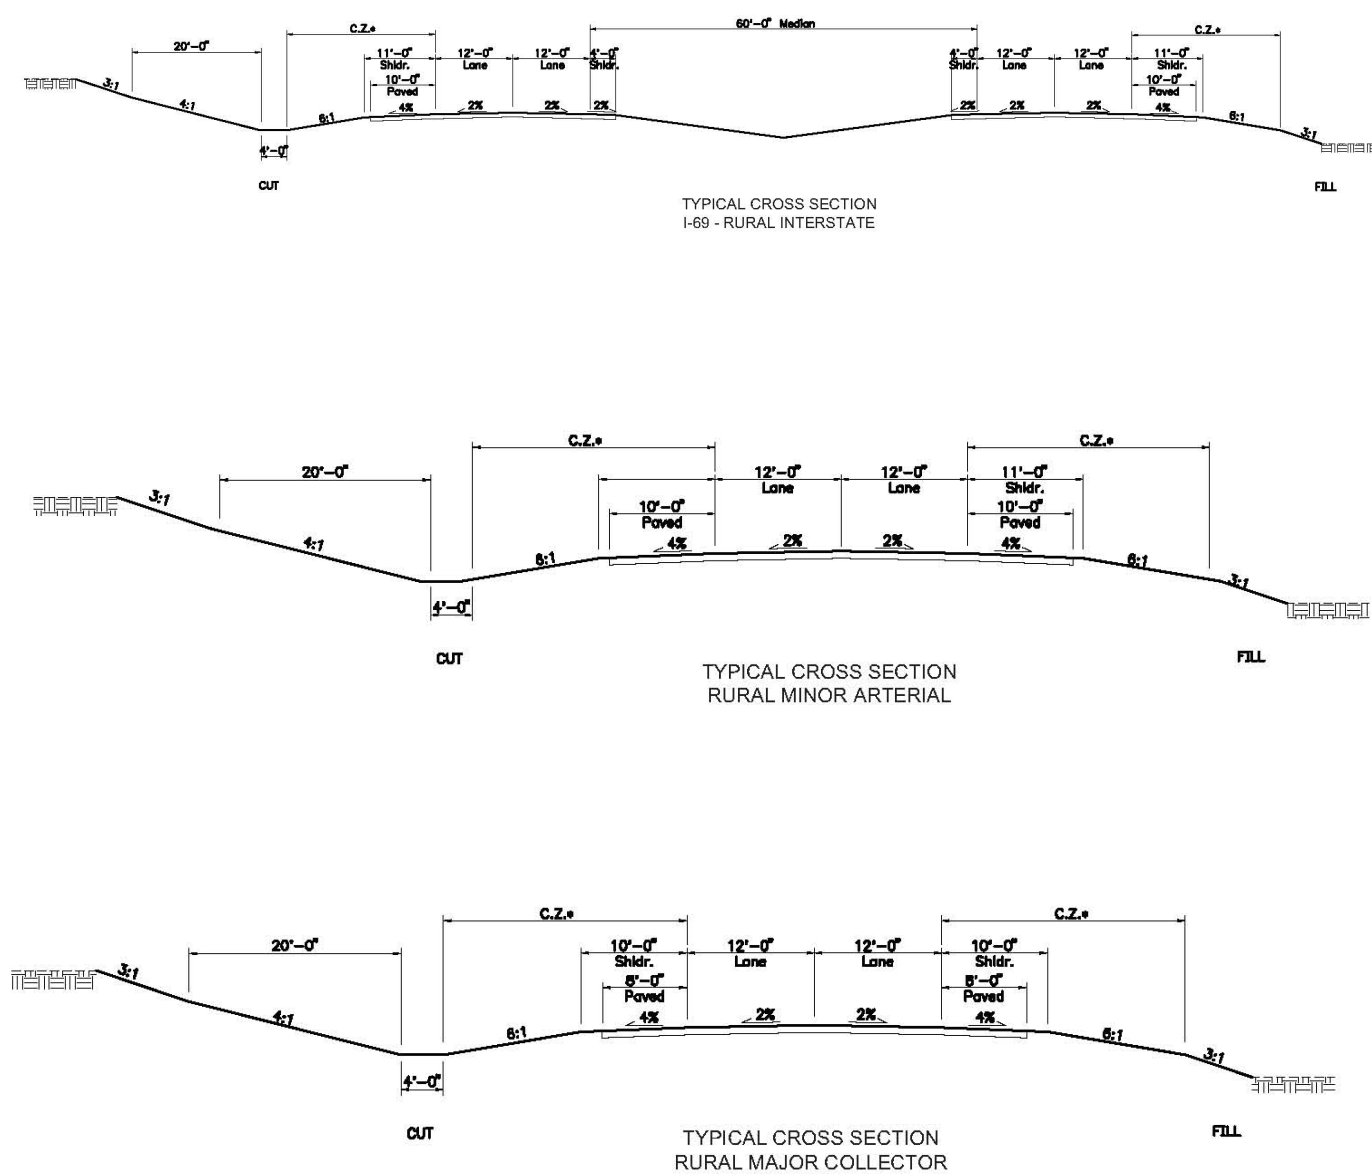 60'-0" Median
C.Z.* C.Z.*
20'-0" 11'-0" 12'-0" 12'-0" 4'-0" 4'-0" 12'-0" 12'-0" 11'-0"
Shldr. Lane Lane Shldr. Shldr. Lane Lane Shldr.
10'-0" 10'-0"
Paved Paved
3:1 4:1 6:1 4% 2% 2% 2% 2% 2% 2% 4% 6:1 3:1
4'-0"
CUT FILL
TYPICAL CROSS SECTION
I-69 - RURAL INTERSTATE
C.Z.* C.Z.*
20'-0" 12'-0" 12'-0" 11'-0"
Lane Lane Shldr.
10'-0" 10'-0"
Paved Paved
3:1 4:1 6:1 4% 2% 2% 4% 6:1 3:1
4'-0"
CUT FILL
TYPICAL CROSS SECTION
RURAL MINOR ARTERIAL
C.Z.* C.Z.*
20'-0" 10'-0" 12'-0" 12'-0" 10'-0"
Shldr. Lane Lane Shldr.
8'-0" 8'-0"
Paved Paved
3:1 4:1 6:1 4% 2% 2% 4% 6:1 3:1
4'-0"
CUT FILL
TYPICAL CROSS SECTION
RURAL MAJOR COLLECTOR